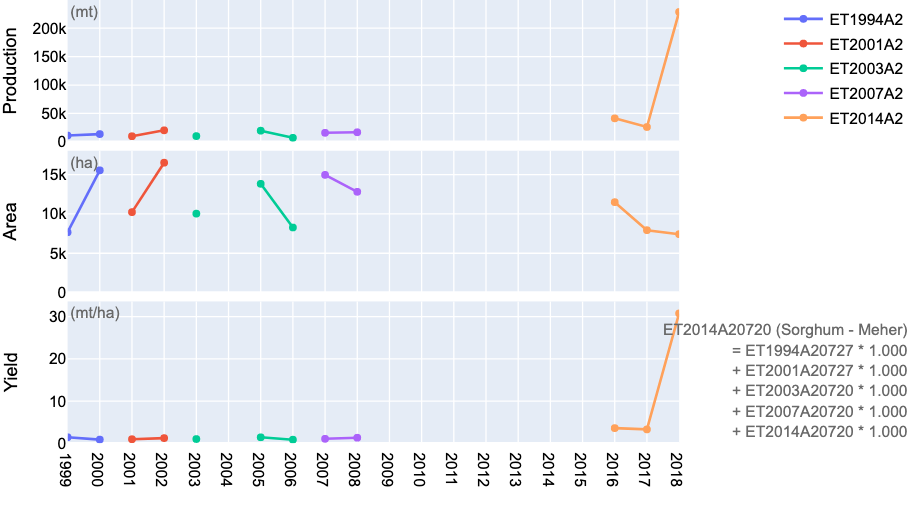 Production
(mt)
200k
150k
100k
50k
0
Area
(ha)
15k
10k
5k
0
Yield
(mt/ha)
30
20
10
0
1999
2000
2001
2002
2003
2004
2005
2006
2007
2008
2009
2010
2011
2012
2013
2014
2015
2016
2017
2018
ET1994A2
ET2001A2
ET2003A2
ET2007A2
ET2014A2
ET2014A20720 (Sorghum - Meher)
= ET1994A20727 * 1.000
+ ET2001A20727 * 1.000
+ ET2003A20720 * 1.000
+ ET2007A20720 * 1.000
+ ET2014A20720 * 1.000